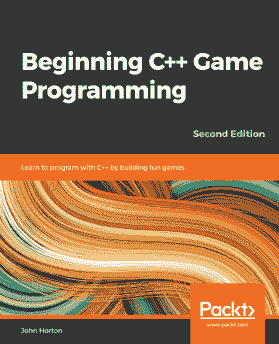 Beginning C++ Game
Programming
Second Edition
Learn to program with C++ by building fun games
John Horton
Packt>
www.packt.com